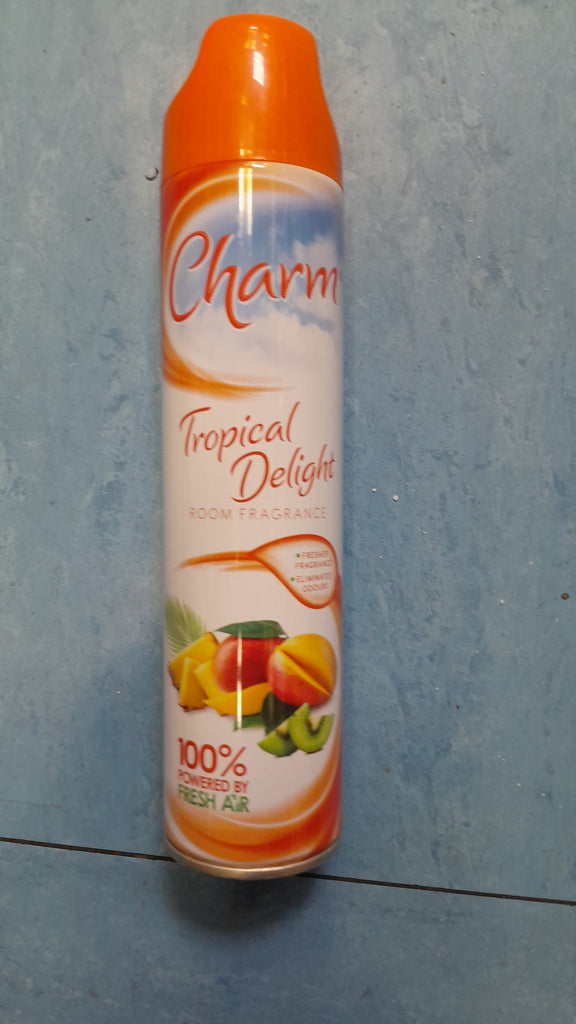 Charm
Tropical
Delight
ROOM FRAGRANCE
• FRESHER
FRAGRANCE
• ELIMINATES
ODOURS
100%
POWERED BY
FRESH AIR